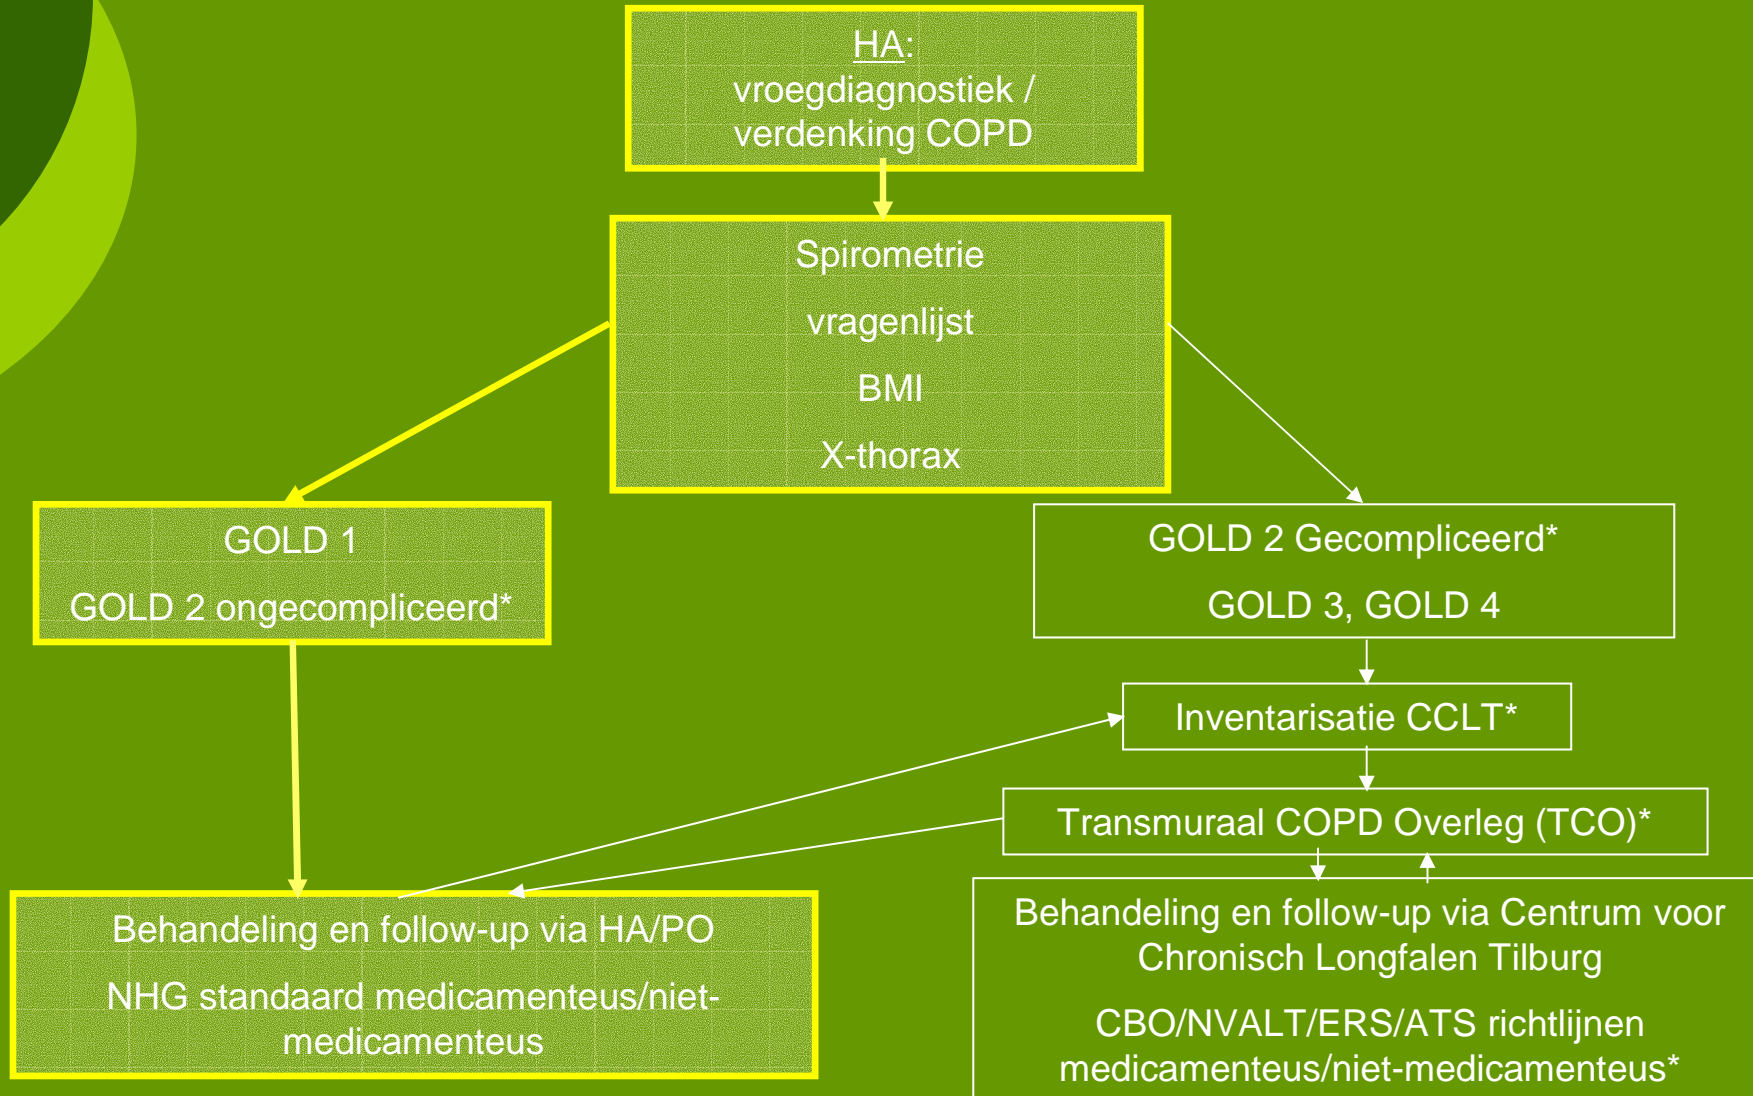 HA:
vroegdiagnostiek /
verdenking COPD
Spirometrie
vragenlijst
BMI
X-thorax
GOLD 1
GOLD 2 ongecompliceerd*
GOLD 2 Gecompliceerd*
GOLD 3, GOLD 4
Inventarisatie CCLT*
Transmuraal COPD Overleg (TCO)*
Behandeling en follow-up via HA/PO
NHG standaard medicamenteus/niet-
medicamenteus
Behandeling en follow-up via Centrum voor
Chronisch Longfalen Tilburg
CBO/NVALT/ERS/ATS richtlijnen
medicamenteus/niet-medicamenteus*